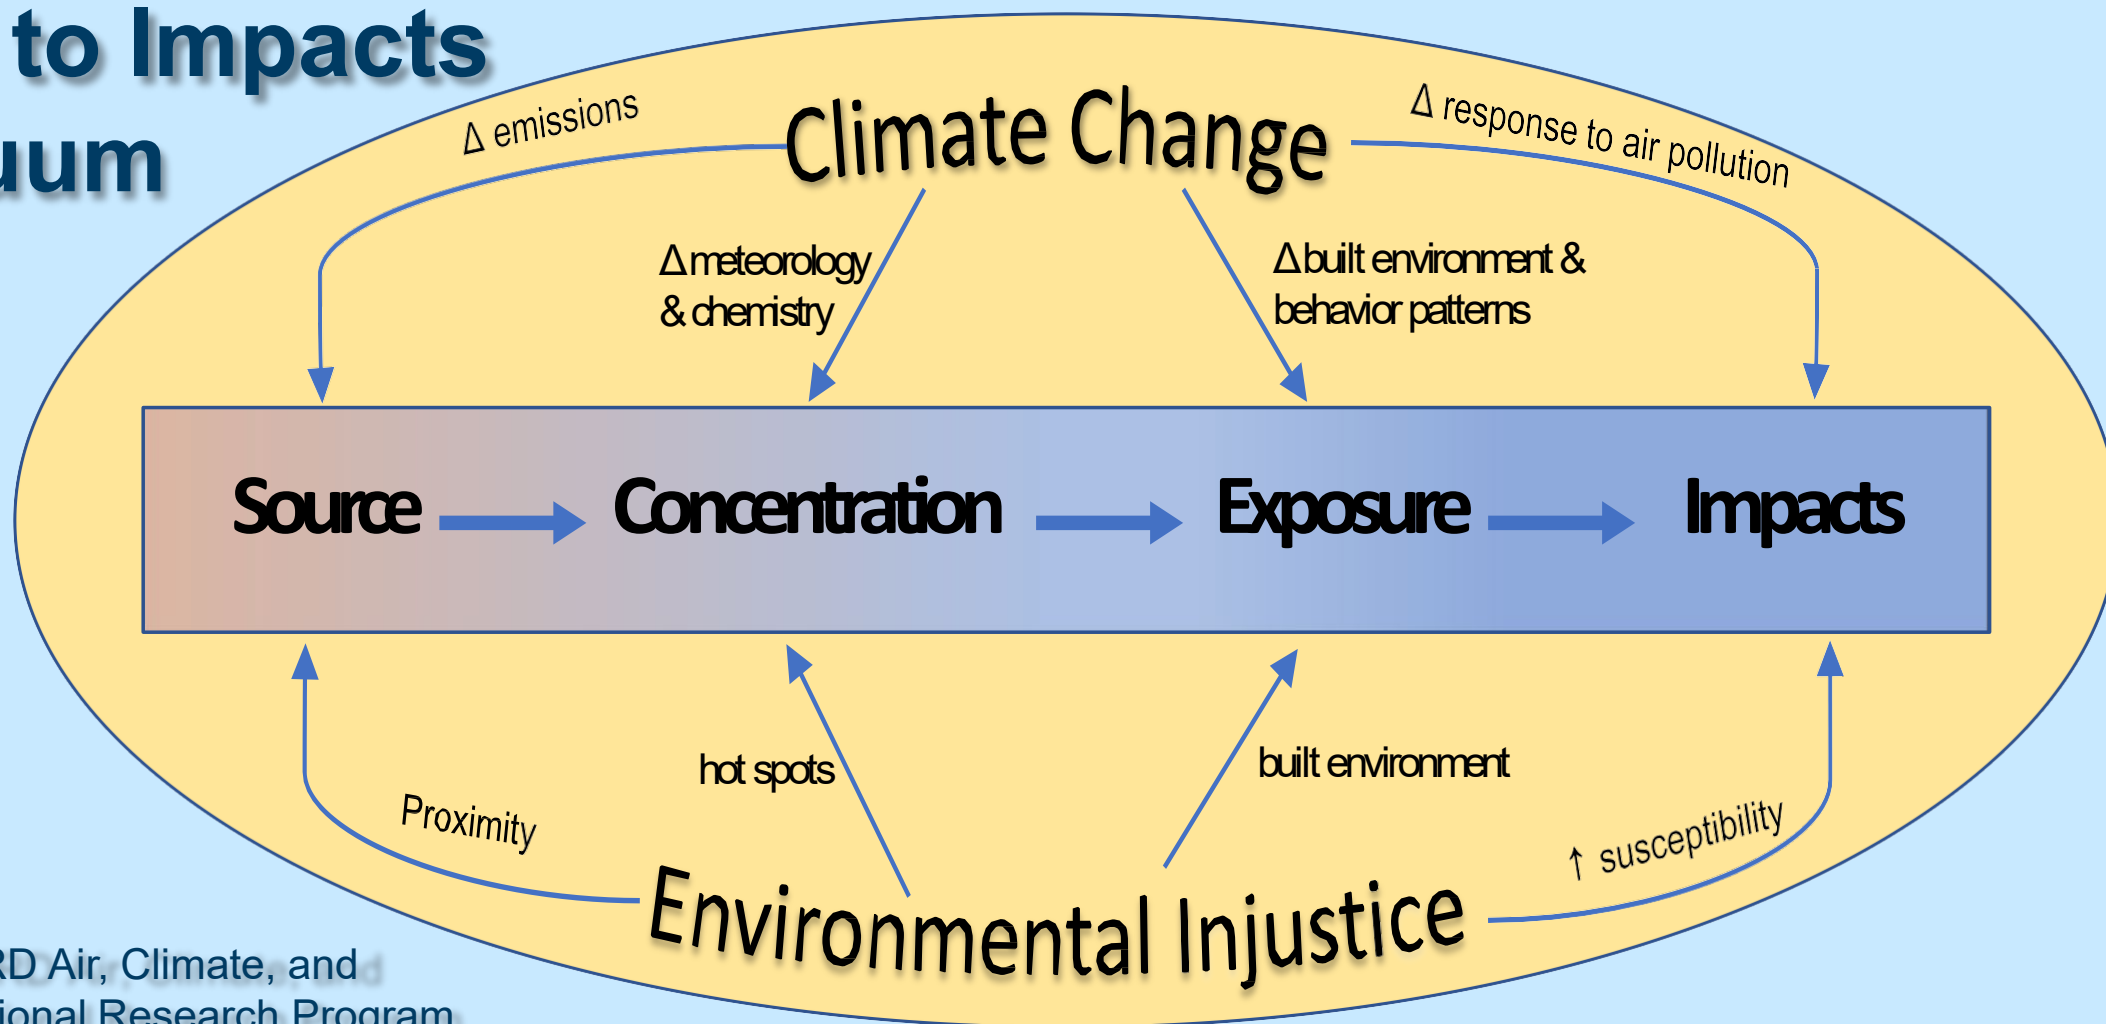 to Impacts
uum
Climate Change
Δ emissions
Δ response to air pollution
Δ meteorology
& chemistry
Δ built environment &
behavior patterns
Source
Concentration
Exposure
Impacts
hot spots
built environment
Proximity
↑ susceptibility
Environmental Injustice
RD Air, Climate, and
ional Research Program